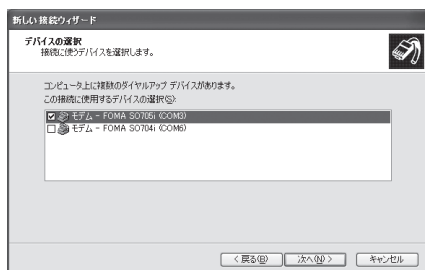 新しい接続ウィザード
デバイスの選択
接続に使うデバイスを選択します。
コンピュータ上に複数のダイヤルアップ デバイスがあります。
この接続に使用するデバイスの選択(S):
モデム - FOMA SO705i (COM3)
モデム - FOMA SO704i (COM6)
< 戻る(B)
次へ(N) >
キャンセル